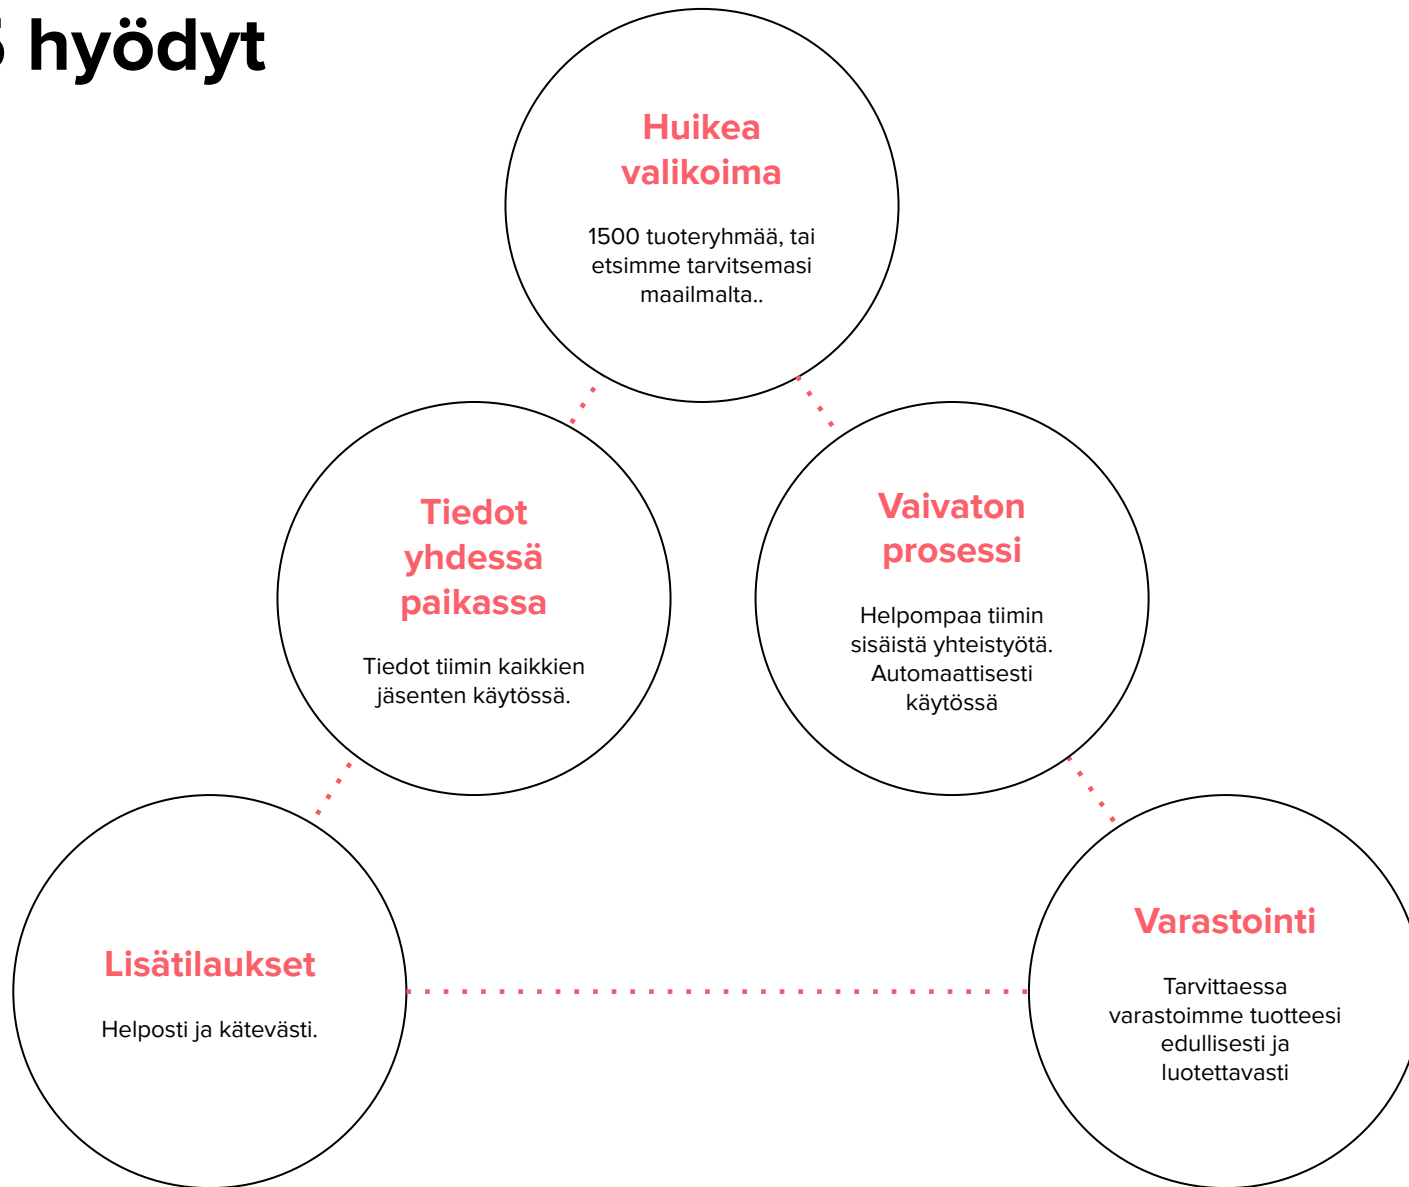 hyödyt
Huikea
valikoima
1500 tuoteryhmää, tai
etsimme tarvitsemasi
maailmalta..
Tiedot
yhdessä
paikassa
Tiedot tiimin kaikkien
jäsenten käytössä.
Vaivaton
prosessi
Helpompaa tiimin
sisäistä yhteistyötä.
Automaattisesti
käytössä
Lisätilaukset
Helposti ja kätevästi.
Varastointi
Tarvittaessa
varastoimme tuotteesi
edullisesti ja
luotettavasti